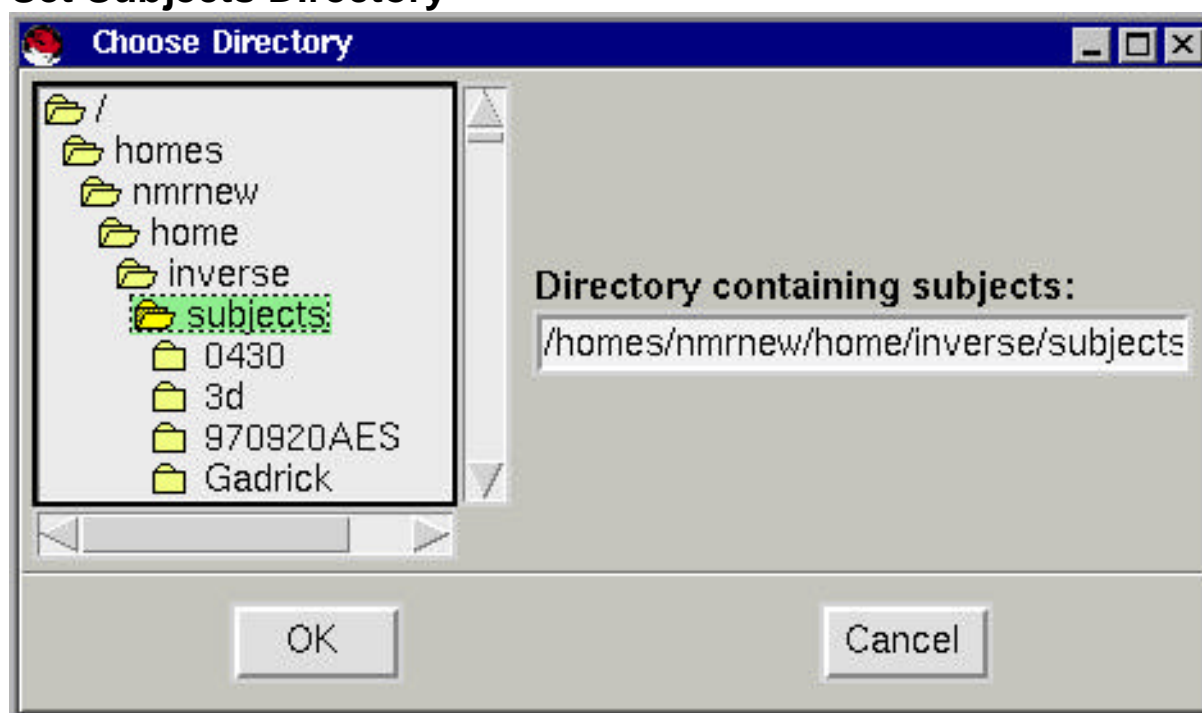 Set Subjects Directory
Choose Directory
/
homes
nmrnew
home
inverse
subjects
0430
3d
970920AES
Gadrick
Directory containing subjects:
/homes/nmrnew/home/inverse/subjects
OK
Cancel